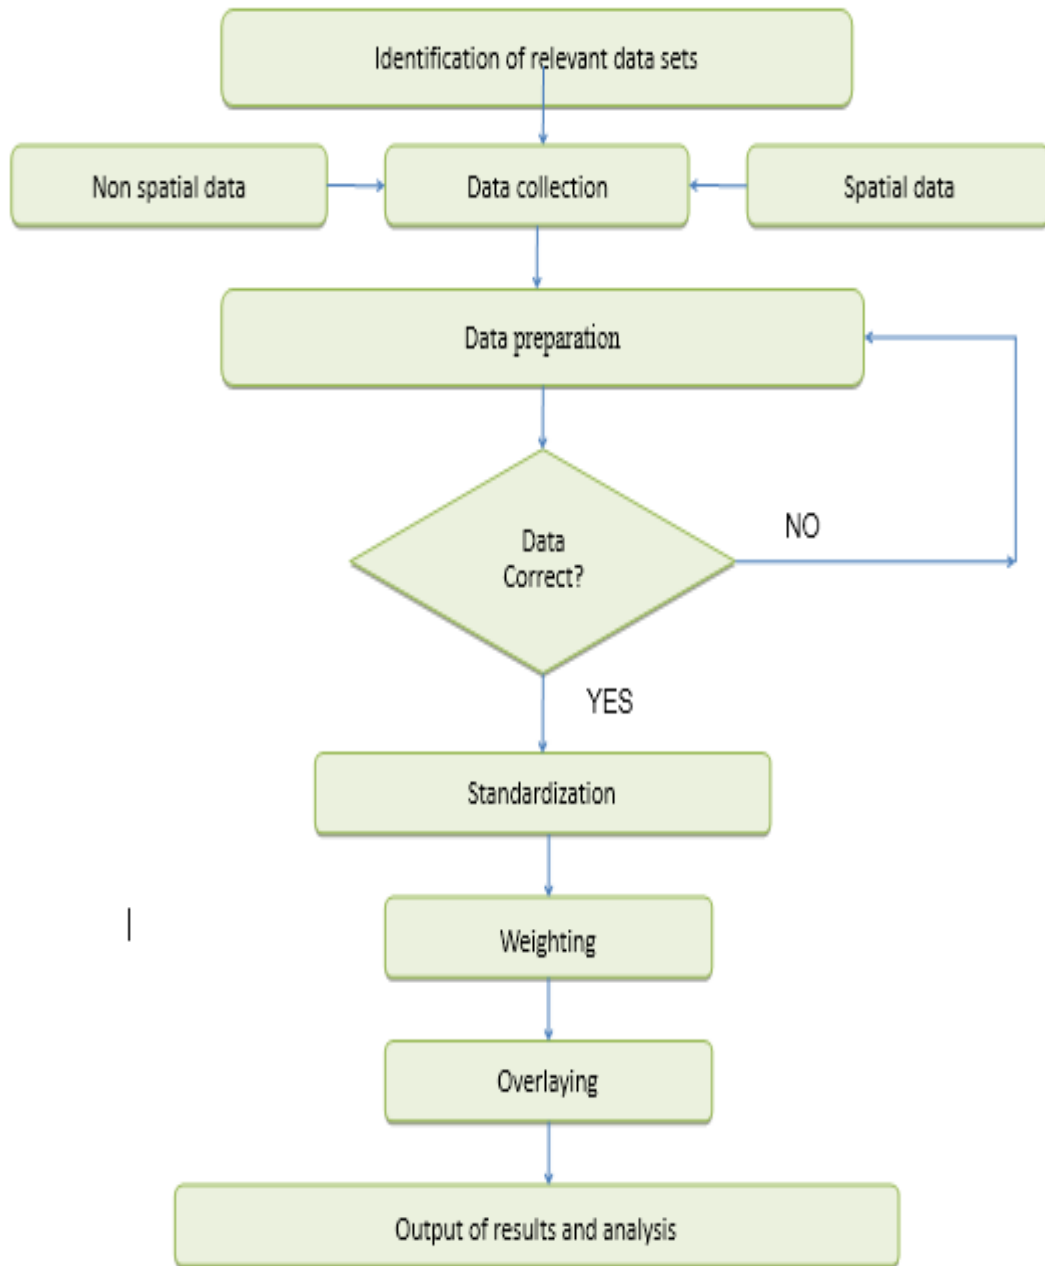 Identification of relevant data sets
Non spatial data
Data collection
Spatial data
Data preparation
Data
Correct?
NO
YES
Standardization
Weighting
Overlaying
Output of results and analysis